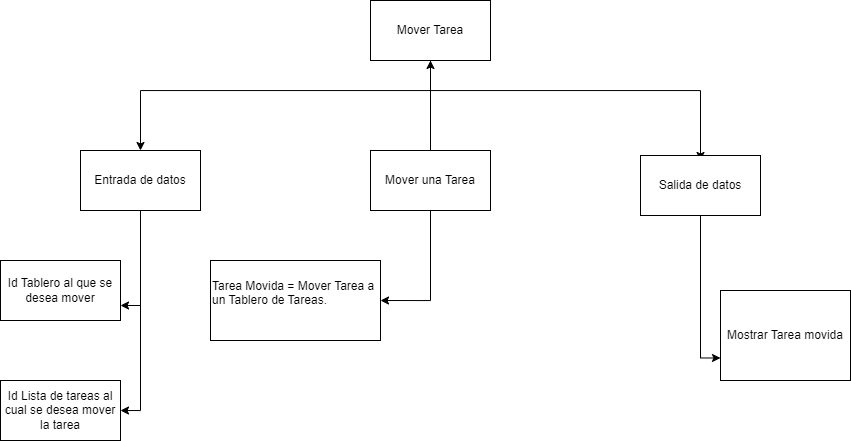 Mover Tarea
Entrada de datos
Mover una Tarea
Salida de datos
Id Tablero al que se
desea mover
Tarea Movida = Mover Tarea a
un Tablero de Tareas.
Mostrar Tarea movida
Id Lista de tareas al
cual se desea mover
la tarea